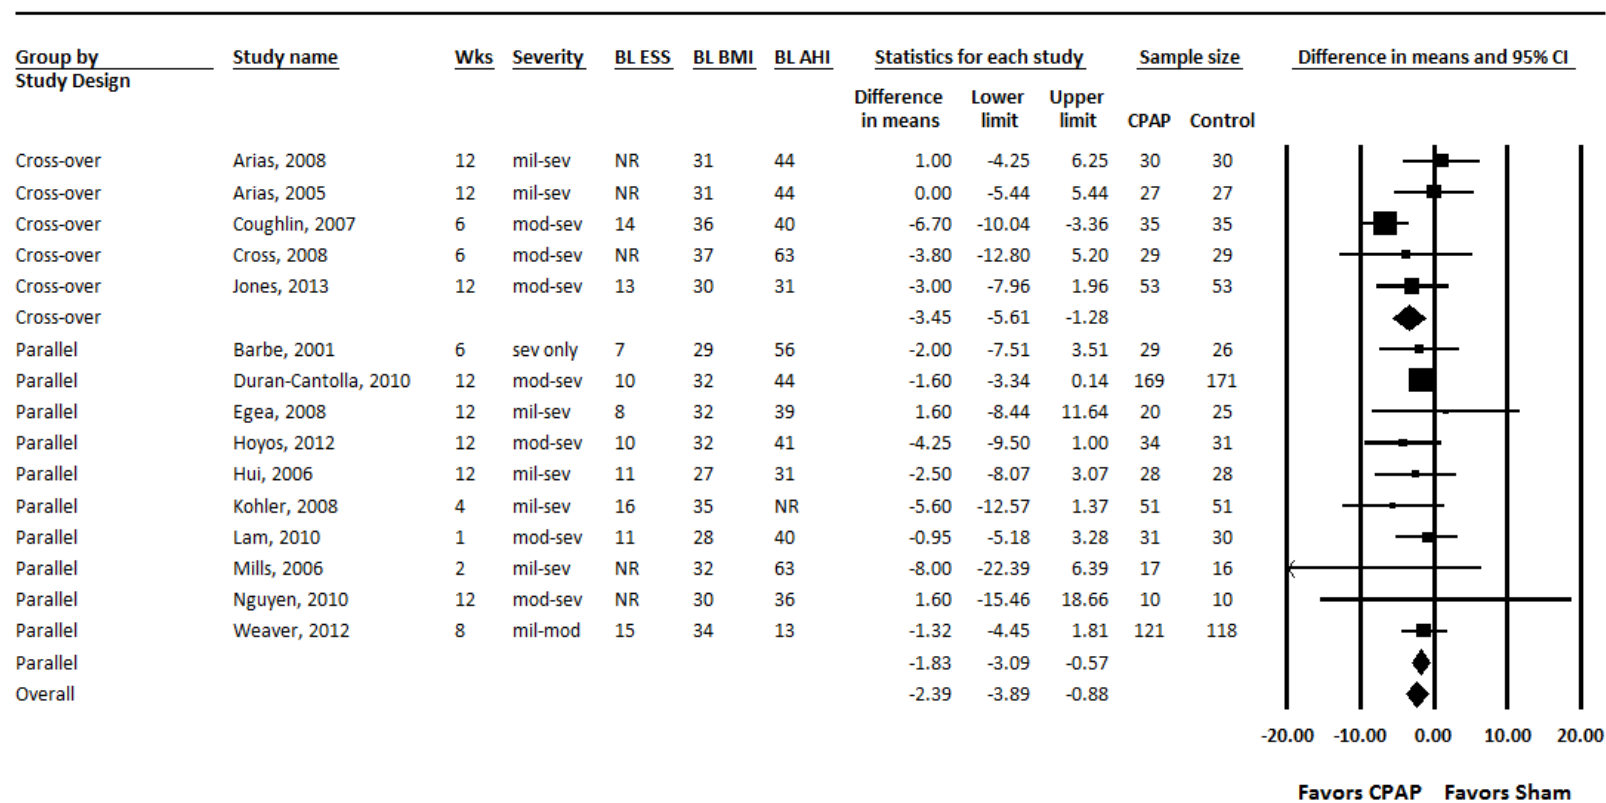 Group by Study name Wks Severity BL ESS BL BMI BL AHI Statistics for each study Sample size Difference in means and 95% CI
Study Design
Difference Lower Upper
in means limit limit CPAP Control
Cross-over Arias, 2008 12 mil-sev NR 31 44 1.00 -4.25 6.25 30 30
Cross-over Arias, 2005 12 mil-sev NR 31 44 0.00 -5.44 5.44 27 27
Cross-over Coughlin, 2007 6 mod-sev 14 36 40 -6.70 -10.04 -3.36 35 35
Cross-over Cross, 2008 6 mod-sev NR 37 63 -3.80 -12.80 5.20 29 29
Cross-over Jones, 2013 12 mod-sev 13 30 31 -3.00 -7.96 1.96 53 53
Cross-over -3.45 -5.61 -1.28
Parallel Barbe, 2001 6 sev only 7 29 56 -2.00 -7.51 3.51 29 26
Parallel Duran-Cantolla, 2010 12 mod-sev 10 32 44 -1.60 -3.34 0.14 169 171
Parallel Egea, 2008 12 mil-sev 8 32 39 1.60 -8.44 11.64 20 25
Parallel Hoyos, 2012 12 mod-sev 10 32 41 -4.25 -9.50 1.00 34 31
Parallel Hui, 2006 12 mil-sev 11 27 31 -2.50 -8.07 3.07 28 28
Parallel Kohler, 2008 4 mil-sev 16 35 NR -5.60 -12.57 1.37 51 51
Parallel Lam, 2010 1 mod-sev 11 28 40 -0.95 -5.18 3.28 31 30
Parallel Mills, 2006 2 mil-sev NR 32 63 -8.00 -22.39 6.39 17 16
Parallel Nguyen, 2010 12 mod-sev NR 30 36 1.60 -15.46 18.66 10 10
Parallel Weaver, 2012 8 mil-mod 15 34 13 -1.32 -4.45 1.81 121 118
Parallel -1.83 -3.09 -0.57
Overall -2.39 -3.89 -0.88
-20.00 -10.00 0.00 10.00 20.00
Favors CPAP Favors Sham